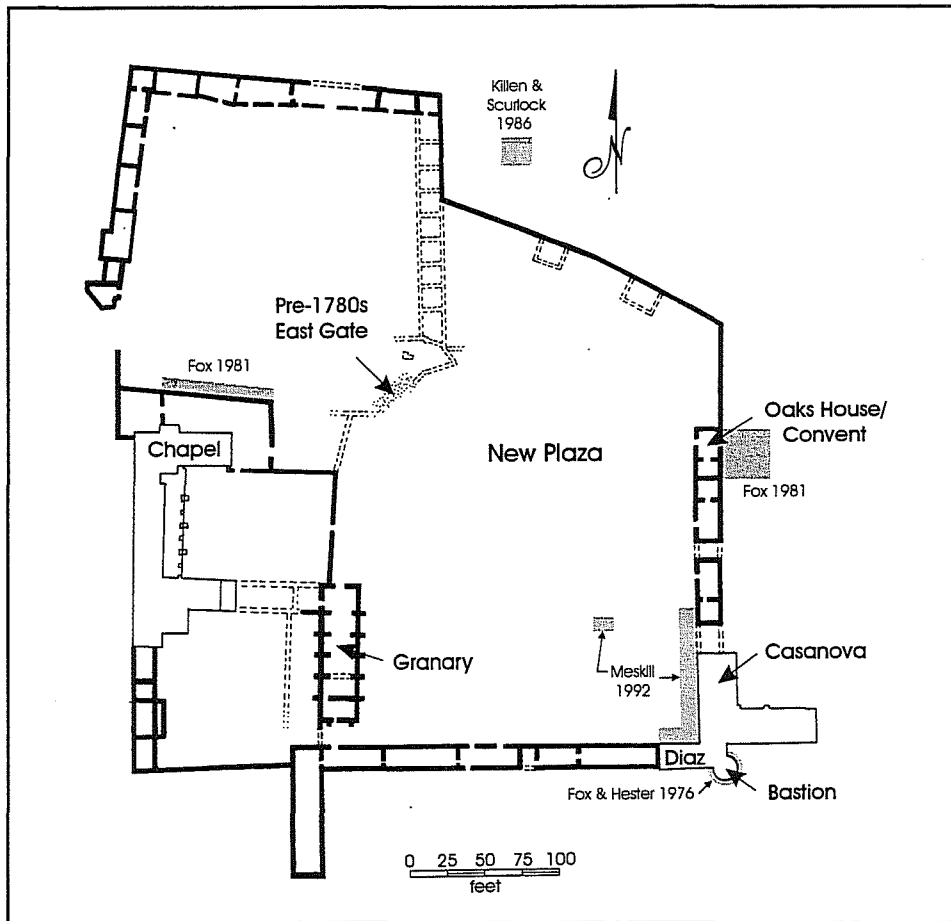 Killen &
Scurlock
1986
N
Pre-1780s
East Gate
Fox 1981
Chapel
New Plaza
Oaks House/
Convent
Fox 1981
Granary
Meskill
1992
Casanova
Diaz
Fox & Hester 1976
Bastion
0 25 50 75 100
feet